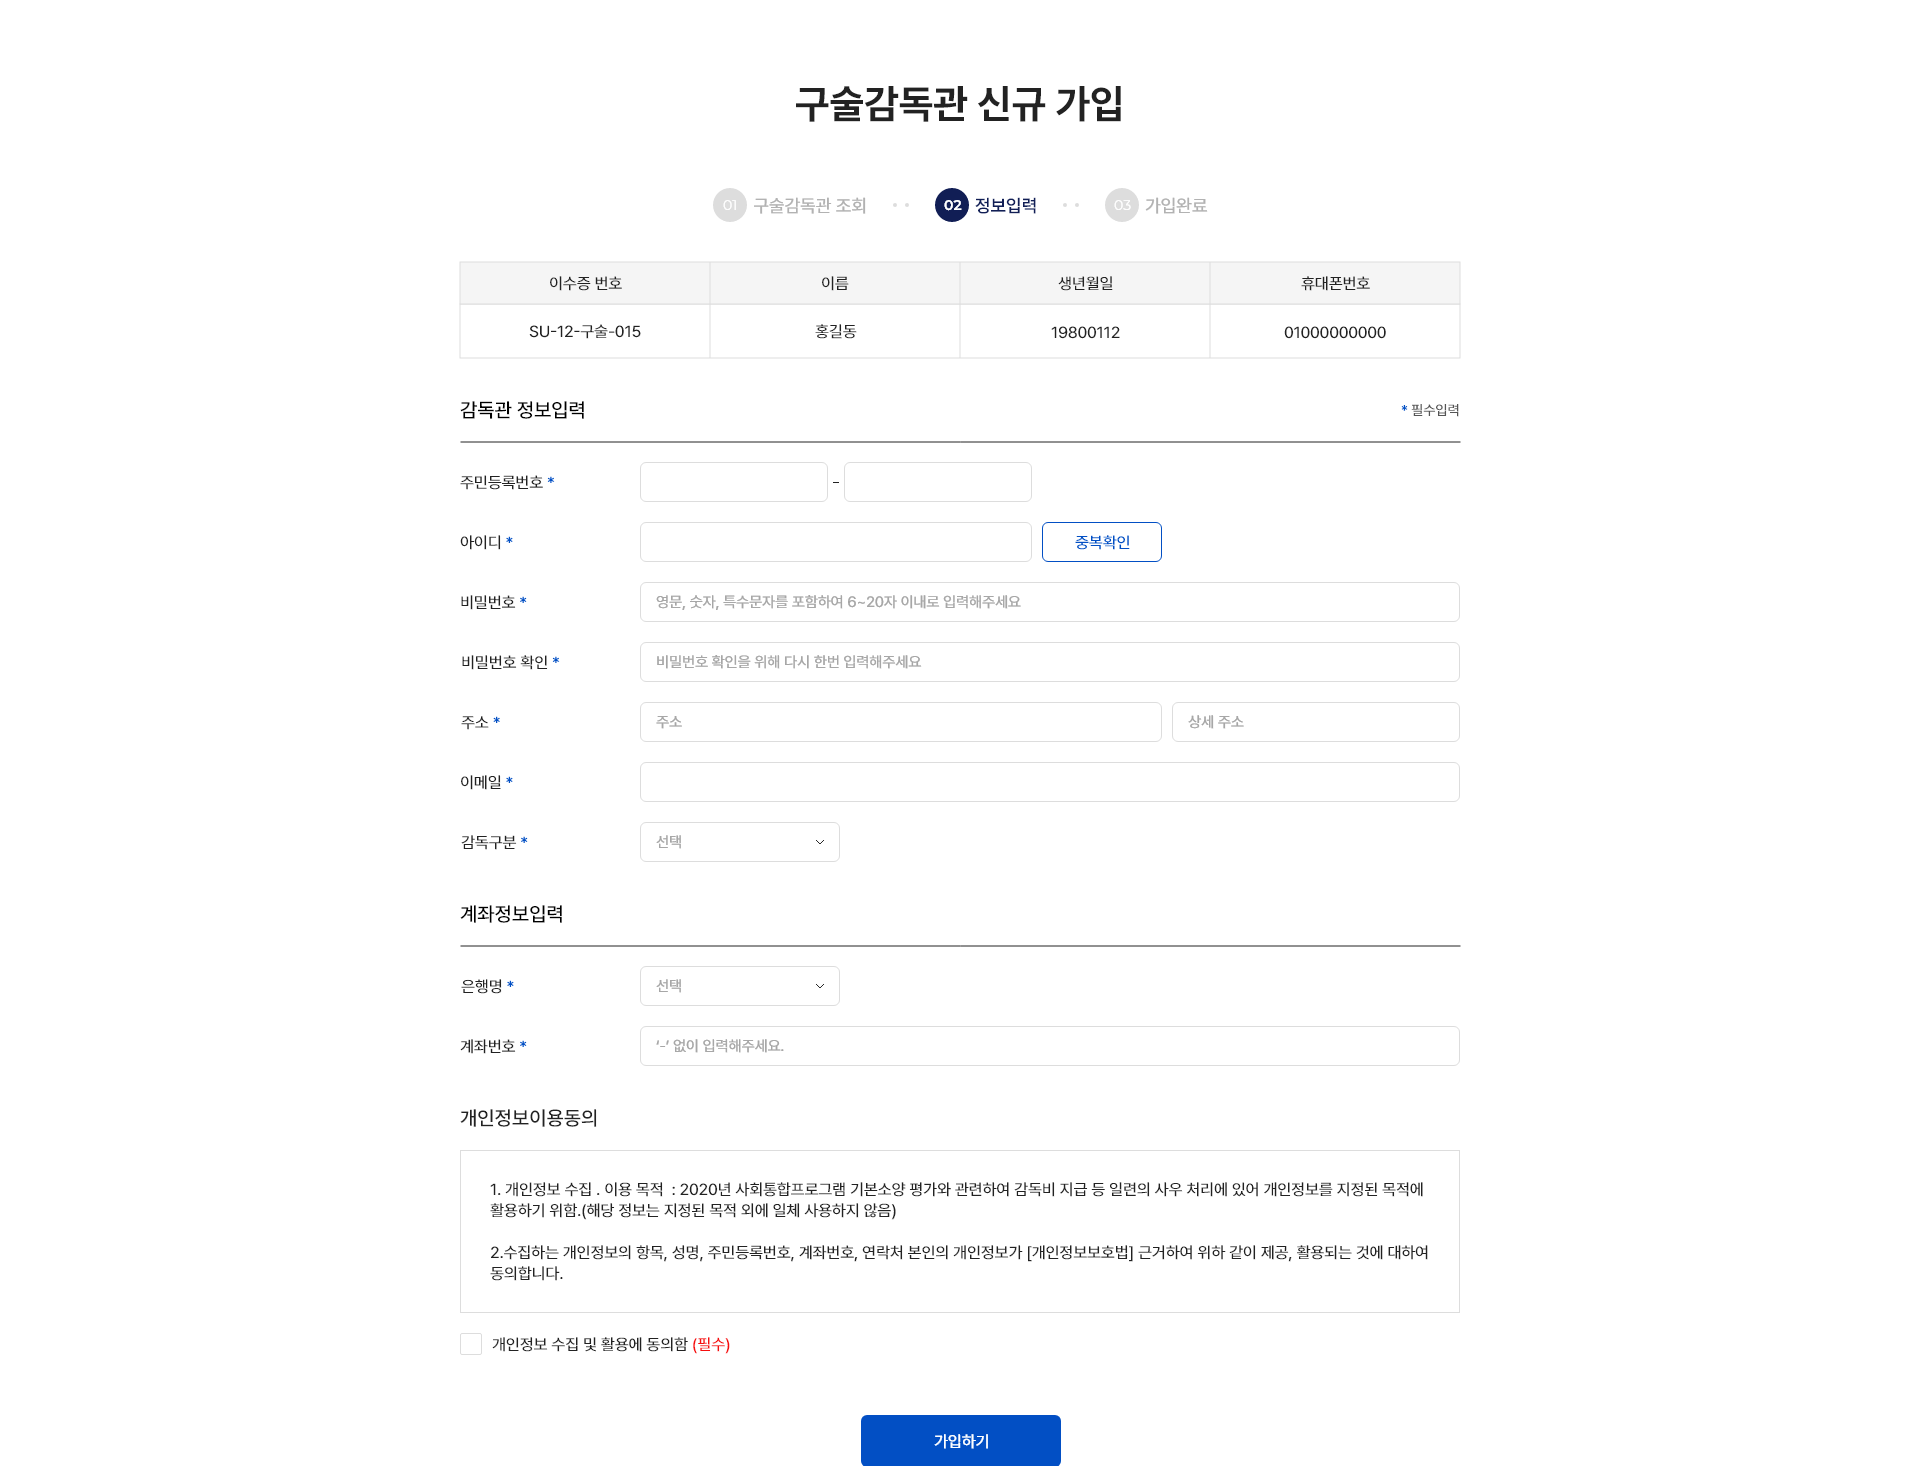 구술감독관 신규 가입
01 구술감독관 조회 02 정보입력 03 가입완료
이수증 번호 이름 생년월일 휴대폰번호
SU-12-구술-015 홍길동 19800112 01000000000
감독관 정보입력 * 필수입력
주민등록번호 * -
아이디 * 중복확인
비밀번호 * 영문, 숫자, 특수문자를 포함하여 6~20자 이내로 입력해주세요
비밀번호 확인 * 비밀번호 확인을 위해 다시 한번 입력해주세요
주소 * 주소 상세 주소
이메일 *
감독구분 * 선택
계좌정보입력
은행명 * 선택
계좌번호 * ‘-’ 없이 입력해주세요.
개인정보이용동의
1. 개인정보 수집 . 이용 목적 : 2020년 사회통합프로그램 기본소양 평가와 관련하여 감독비 지급 등 일련의 사우 처리에 있어 개인정보를 지정된 목적에
활용하기 위함.(해당 정보는 지정된 목적 외에 일체 사용하지 않음)
2.수집하는 개인정보의 항목, 성명, 주민등록번호, 계좌번호, 연락처 본인의 개인정보가 [개인정보보호법] 근거하여 위하 같이 제공, 활용되는 것에 대하여
동의합니다.
개인정보 수집 및 활용에 동의함 (필수)
가입하기